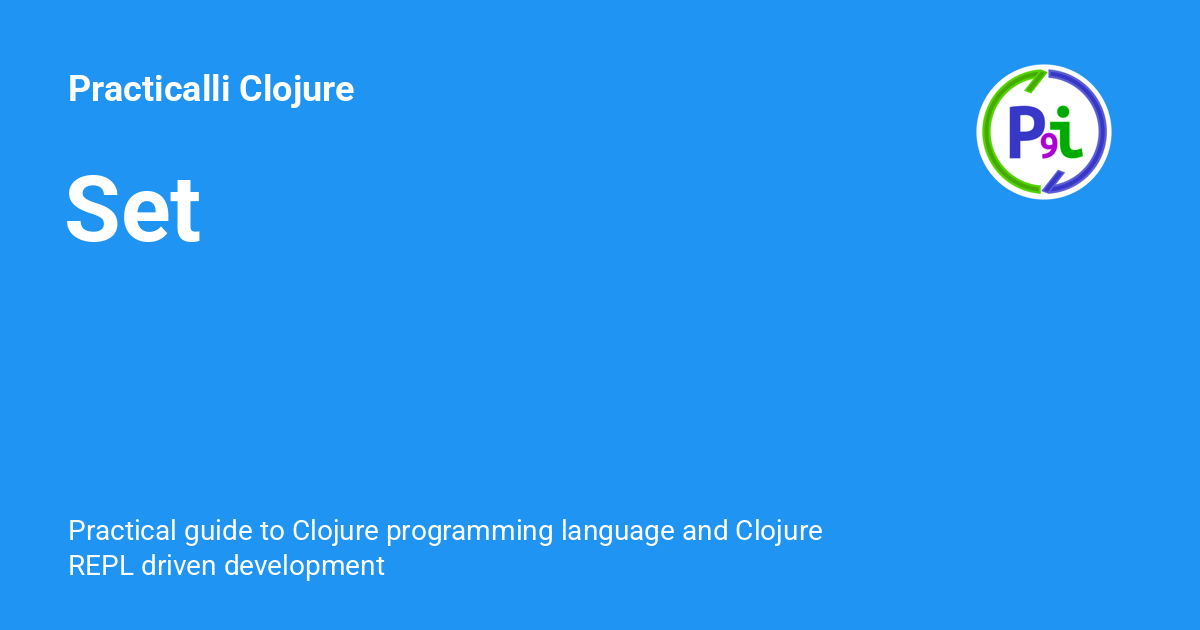 Practicalli Clojure
P9i
Set
Practical guide to Clojure programming language and Clojure
REPL driven development